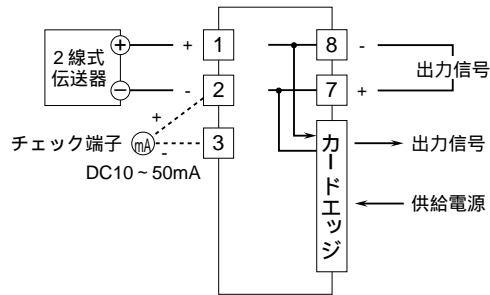 2 線式
伝送器
+
-
+ 1
- 2
3
+
-
チェック端子
mA
DC10 ~ 50mA
8 -
7 +
出力信号
カードエッジ
出力信号
供給電源